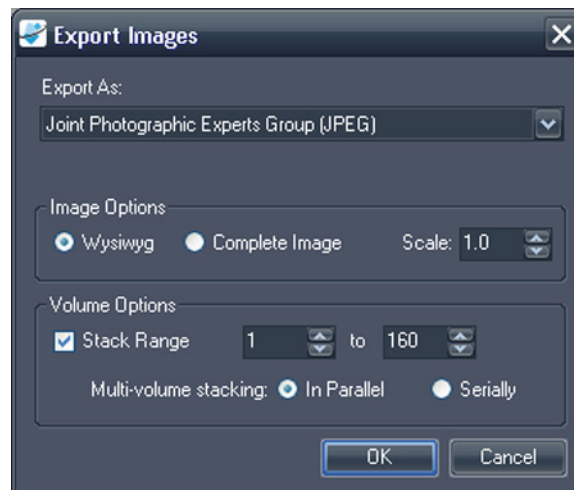 Export Images
Export As:
Joint Photographic Experts Group (JPEG)
Image Options
Wysiwyg Complete Image Scale: 1.0
Volume Options
Stack Range 1 to 160
Multi-volume stacking: In Parallel Serially
OK Cancel